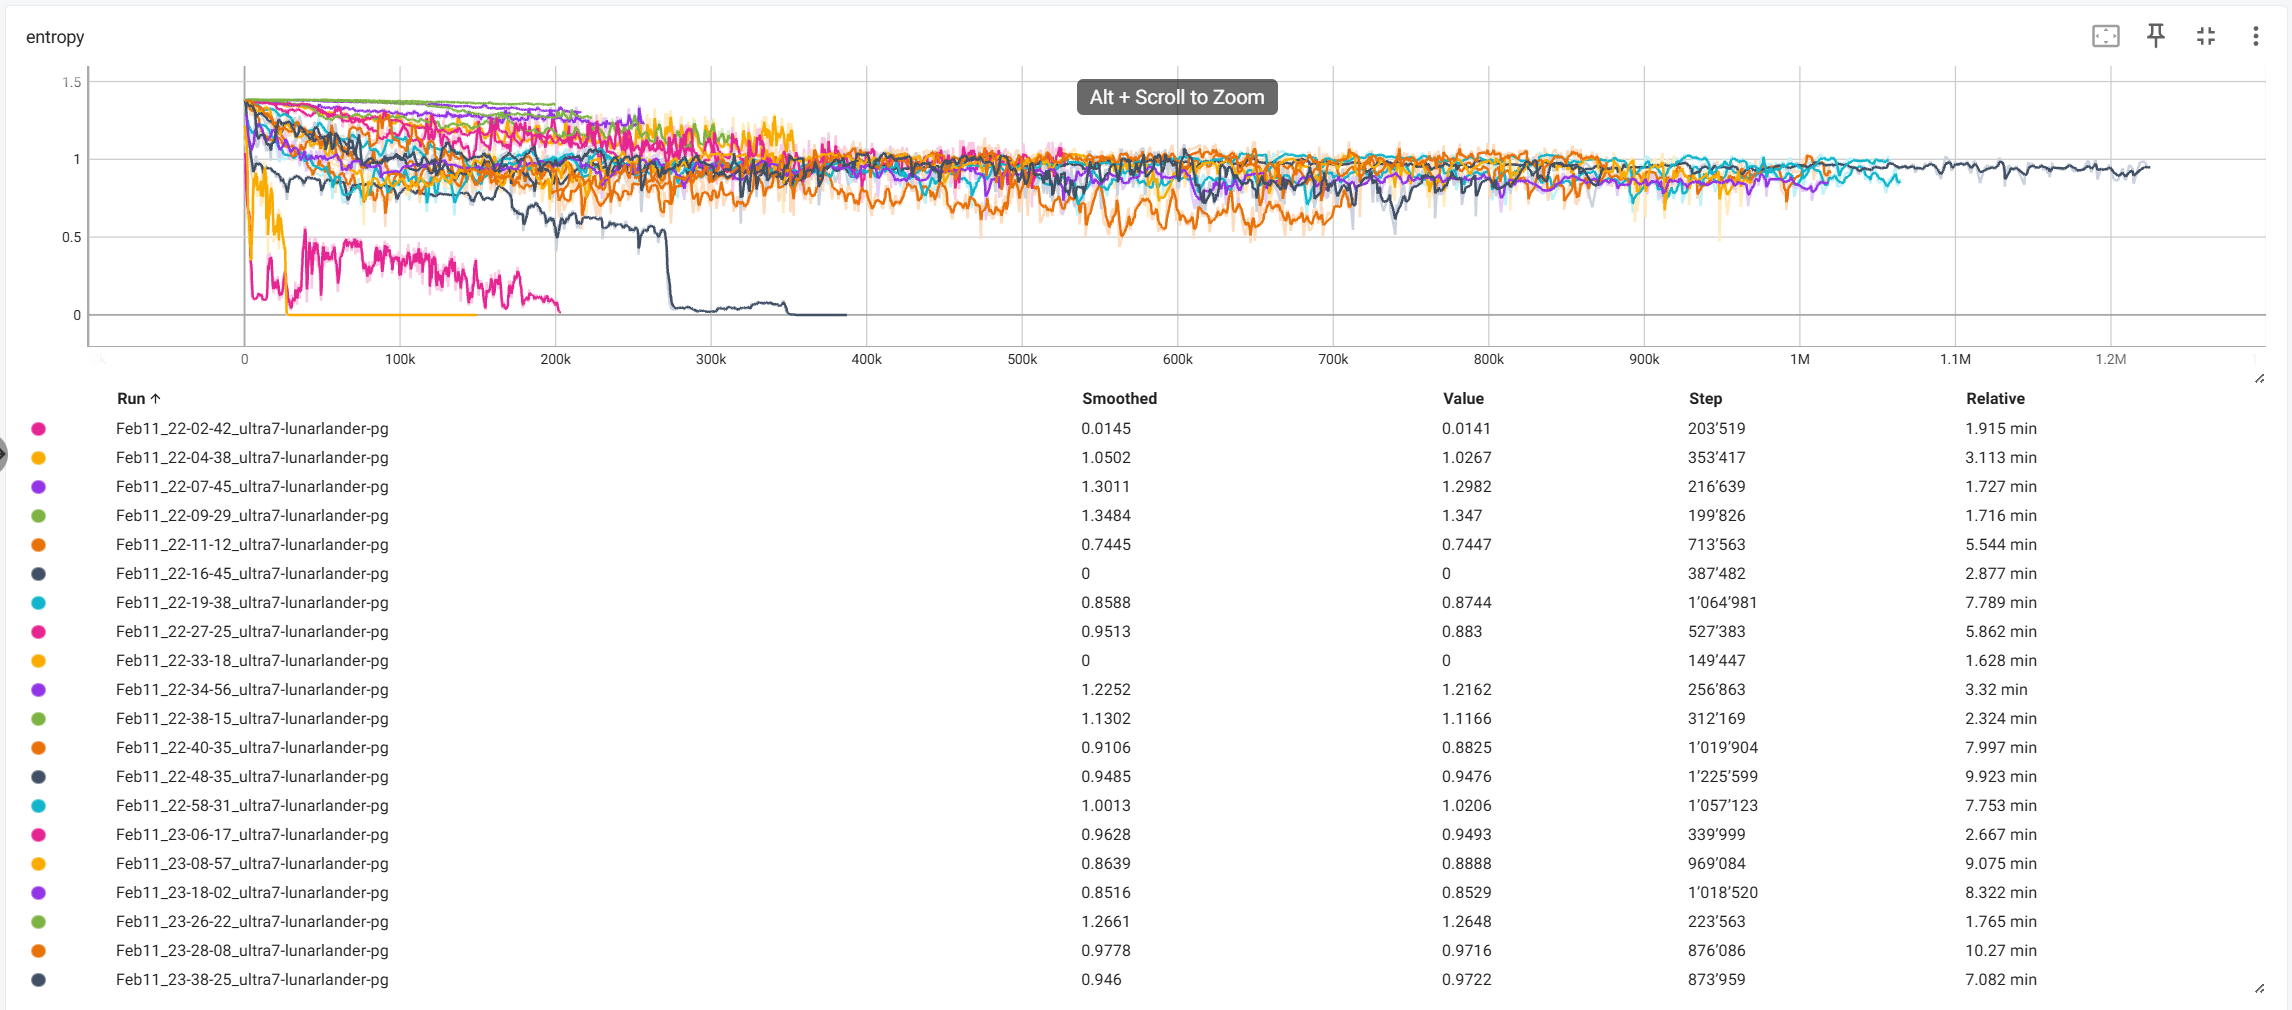 entropy
Alt + Scroll to Zoom
1.5
1
0.5
0
0 100k 200k 300k 400k 500k 600k 700k 800k 900k 1M 1.1M 1.2M
Run ↑ Smoothed Value Step Relative
Feb11_22-02-42_ultra7-lunarlander-pg 0.0145 0.0141 203’519 1.915 min
Feb11_22-04-38_ultra7-lunarlander-pg 1.0502 1.0267 353’417 3.113 min
Feb11_22-07-45_ultra7-lunarlander-pg 1.3011 1.2982 216’639 1.727 min
Feb11_22-09-29_ultra7-lunarlander-pg 1.3484 1.347 199’826 1.716 min
Feb11_22-11-12_ultra7-lunarlander-pg 0.7445 0.7447 713’563 5.544 min
Feb11_22-16-45_ultra7-lunarlander-pg 0 0 387’482 2.877 min
Feb11_22-19-38_ultra7-lunarlander-pg 0.8588 0.8744 1’064’981 7.789 min
Feb11_22-27-25_ultra7-lunarlander-pg 0.9513 0.883 527’383 5.862 min
Feb11_22-33-18_ultra7-lunarlander-pg 0 0 149’447 1.628 min
Feb11_22-34-56_ultra7-lunarlander-pg 1.2252 1.2162 256’863 3.32 min
Feb11_22-38-15_ultra7-lunarlander-pg 1.1302 1.1166 312’169 2.324 min
Feb11_22-40-35_ultra7-lunarlander-pg 0.9106 0.8825 1’019’904 7.997 min
Feb11_22-48-35_ultra7-lunarlander-pg 0.9485 0.9476 1’225’599 9.923 min
Feb11_22-58-31_ultra7-lunarlander-pg 1.0013 1.0206 1’057’123 7.753 min
Feb11_23-06-17_ultra7-lunarlander-pg 0.9628 0.9493 339’999 2.667 min
Feb11_23-08-57_ultra7-lunarlander-pg 0.8639 0.8888 969’084 9.075 min
Feb11_23-18-02_ultra7-lunarlander-pg 0.8516 0.8529 1’018’520 8.322 min
Feb11_23-26-22_ultra7-lunarlander-pg 1.2661 1.2648 223’563 1.765 min
Feb11_23-28-08_ultra7-lunarlander-pg 0.9778 0.9716 876’086 10.27 min
Feb11_23-38-25_ultra7-lunarlander-pg 0.946 0.9722 873’959 7.082 min